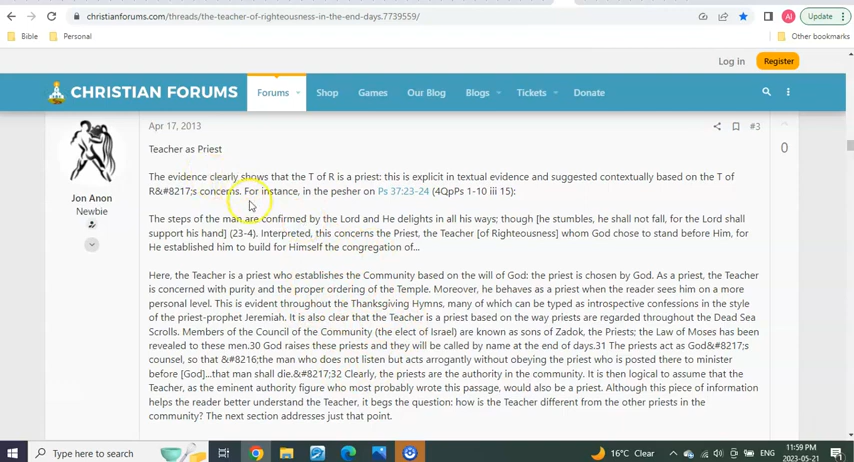 christianforums.com/threads/the-teacher-of-righteousness-in-the-end-days.7739559/
AI
Update
Bible
Personal
Other bookmarks
Log in
Register
CHRISTIAN FORUMS
Forums
Shop
Games
Our Blog
Blogs
Tickets
Donate
Apr 17, 2013
#3
0
Jon Anon
Newbie
Teacher as Priest
The evidence clearly shows that the T of R is a priest: this is explicit in textual evidence and suggested contextually based on the T of
R&#8217;s concerns. For instance, in the pesher on Ps 37:23-24 (4QpPs 1-10 iii 15):
The steps of the man are confirmed by the Lord and He delights in all his ways; though [he stumbles, he shall not fall, for the Lord shall
support his hand] (23-4). Interpreted, this concerns the Priest, the Teacher [of Righteousness] whom God chose to stand before Him, for
He established him to build for Himself the congregation of...
Here, the Teacher is a priest who establishes the Community based on the will of God: the priest is chosen by God. As a priest, the Teacher
is concerned with purity and the proper ordering of the Temple. Moreover, he behaves as a priest when the reader sees him on a more
personal level. This is evident throughout the Thanksgiving Hymns, many of which can be typed as introspective confessions in the style
of the priest-prophet Jeremiah. It is also clear that the Teacher is a priest based on the way priests are regarded throughout the Dead Sea
Scrolls. Members of the Council of the Community (the elect of Israel) are known as sons of Zadok, the Priests; the Law of Moses has been
revealed to these men.30 God raises these priests and they will be called by name at the end of days.31 The priests act as God&#8217;s
counsel, so that &#8216;the man who does not listen but acts arrogantly without obeying the priest who is posted there to minister
before [God]...that man shall die.&#8217;32 Clearly, the priests are the authority in the community. It is then logical to assume that the
Teacher, as the eminent authority figure who most probably wrote this passage, would also be a priest. Although this piece of information
helps the reader better understand the Teacher, it begs the question: how is the Teacher different from the other priests in the
community? The next section addresses just that point.
Type here to search
16°C Clear
11:59 PM
2023-05-21